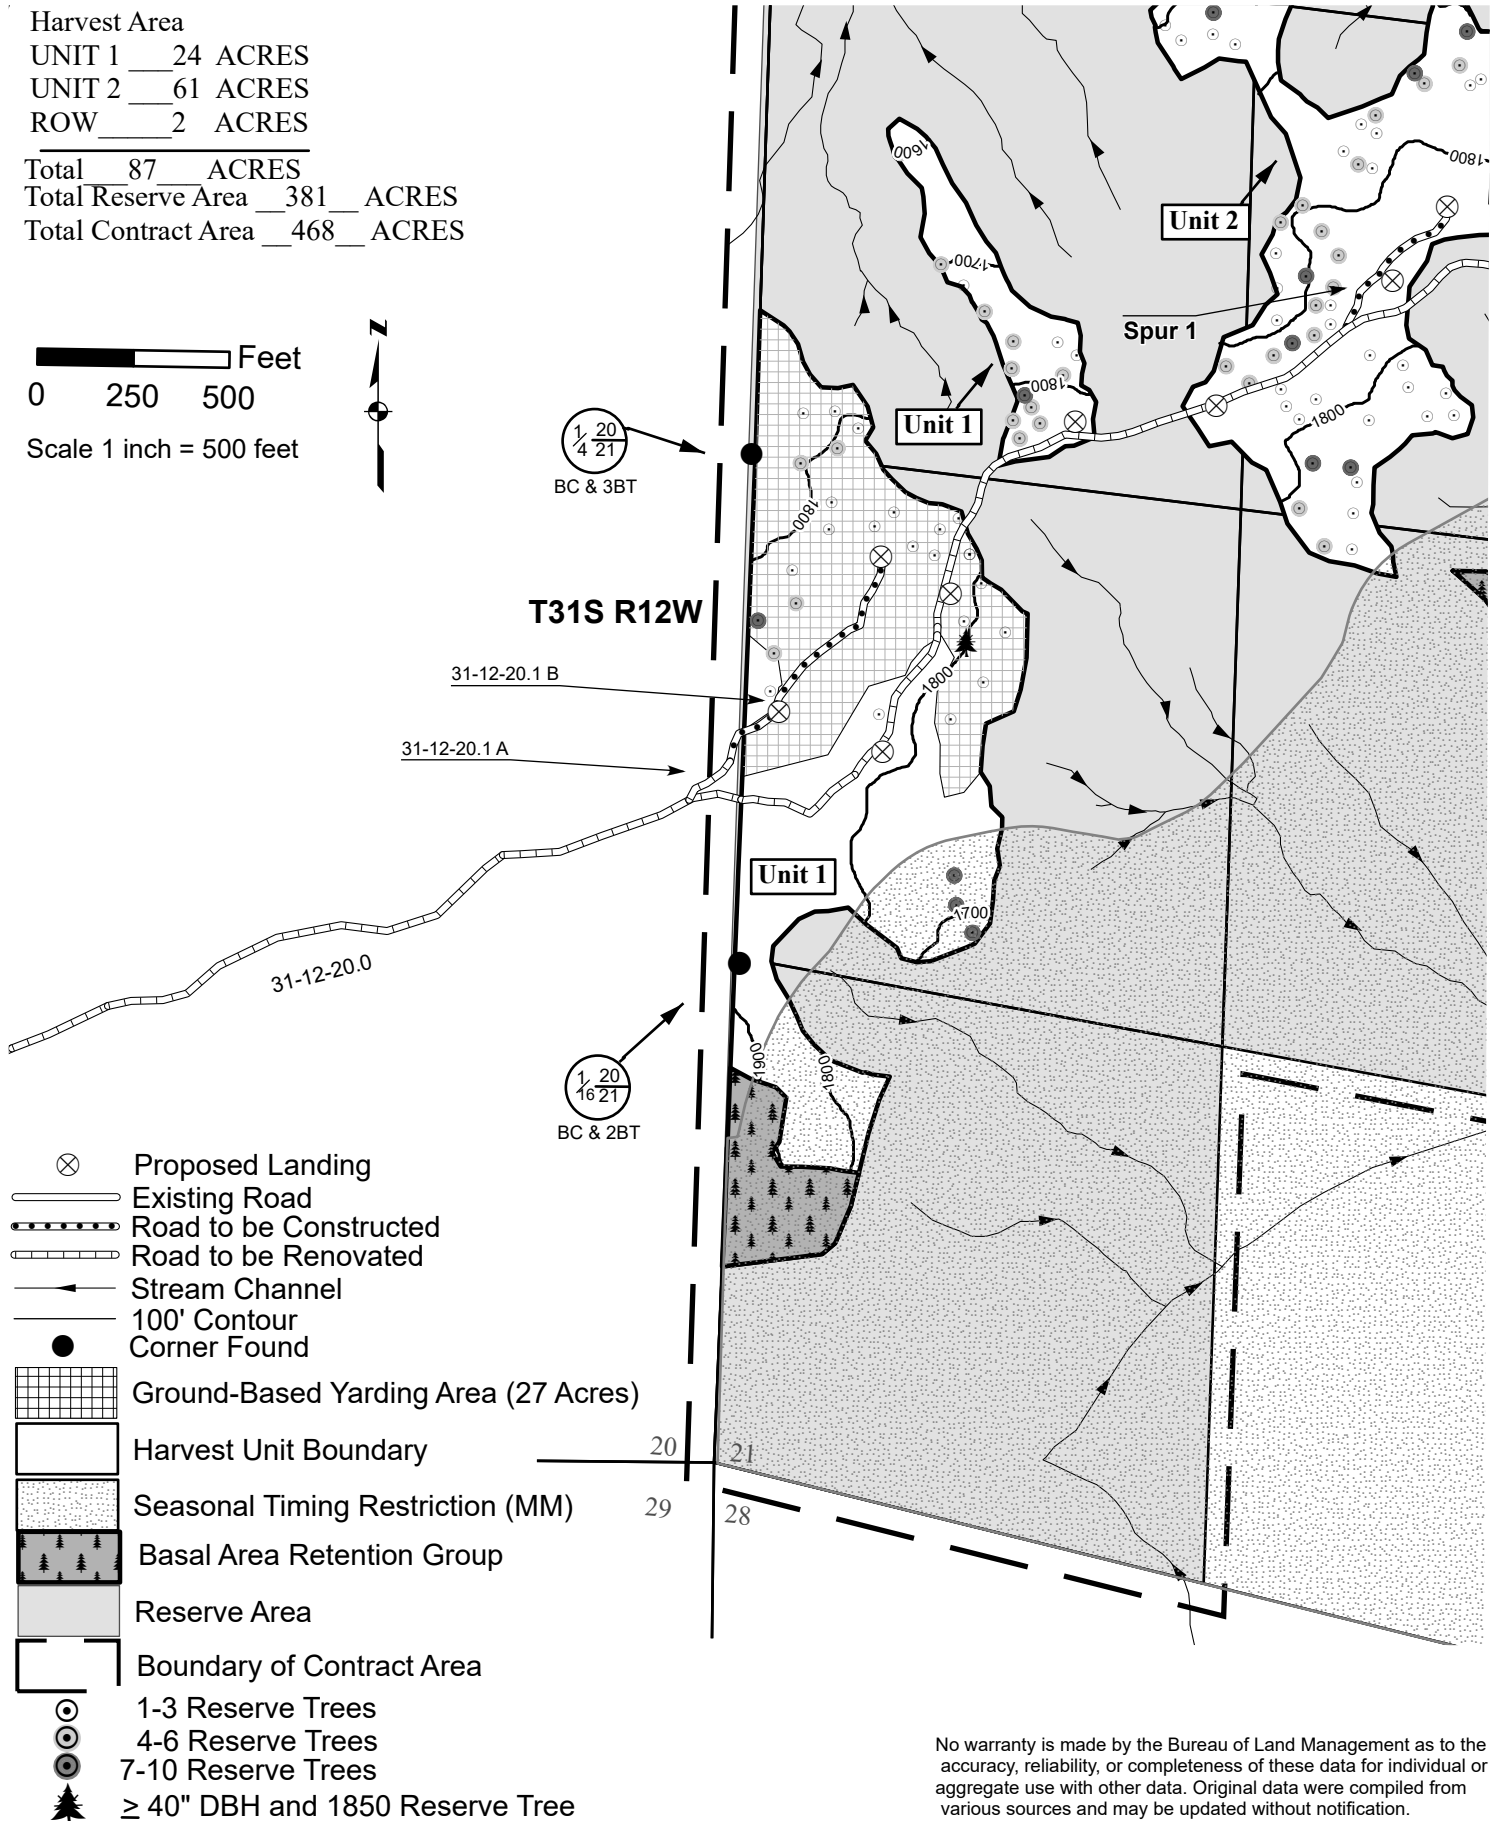 Harvest Area
UNIT 1 ___24 ACRES
UNIT 2 ___61 ACRES
ROW_____2 ACRES
Total___87___ ACRES
Total Reserve Area __381__ ACRES
Total Contract Area __468__ ACRES
Feet
0 250 500
Scale 1 inch = 500 feet
Z
1600
1700
1800
Unit 1
Unit 2
1800
Spur 1
1800
1/4 20/21
BC & 3BT
1800
T31S R12W
31-12-20.1 B
1800
31-12-20.1 A
Unit 1
1700
31-12-20.0
1900
1800
1/16 20/21
BC & 2BT
20
21
29
28
Proposed Landing
Existing Road
Road to be Constructed
Road to be Renovated
Stream Channel
100' Contour
Corner Found
Ground-Based Yarding Area (27 Acres)
Harvest Unit Boundary
Seasonal Timing Restriction (MM)
Basal Area Retention Group
Reserve Area
Boundary of Contract Area
1-3 Reserve Trees
4-6 Reserve Trees
7-10 Reserve Trees
≥ 40" DBH and 1850 Reserve Tree
No warranty is made by the Bureau of Land Management as to the
accuracy, reliability, or completeness of these data for individual or
aggregate use with other data. Original data were compiled from
various sources and may be updated without notification.